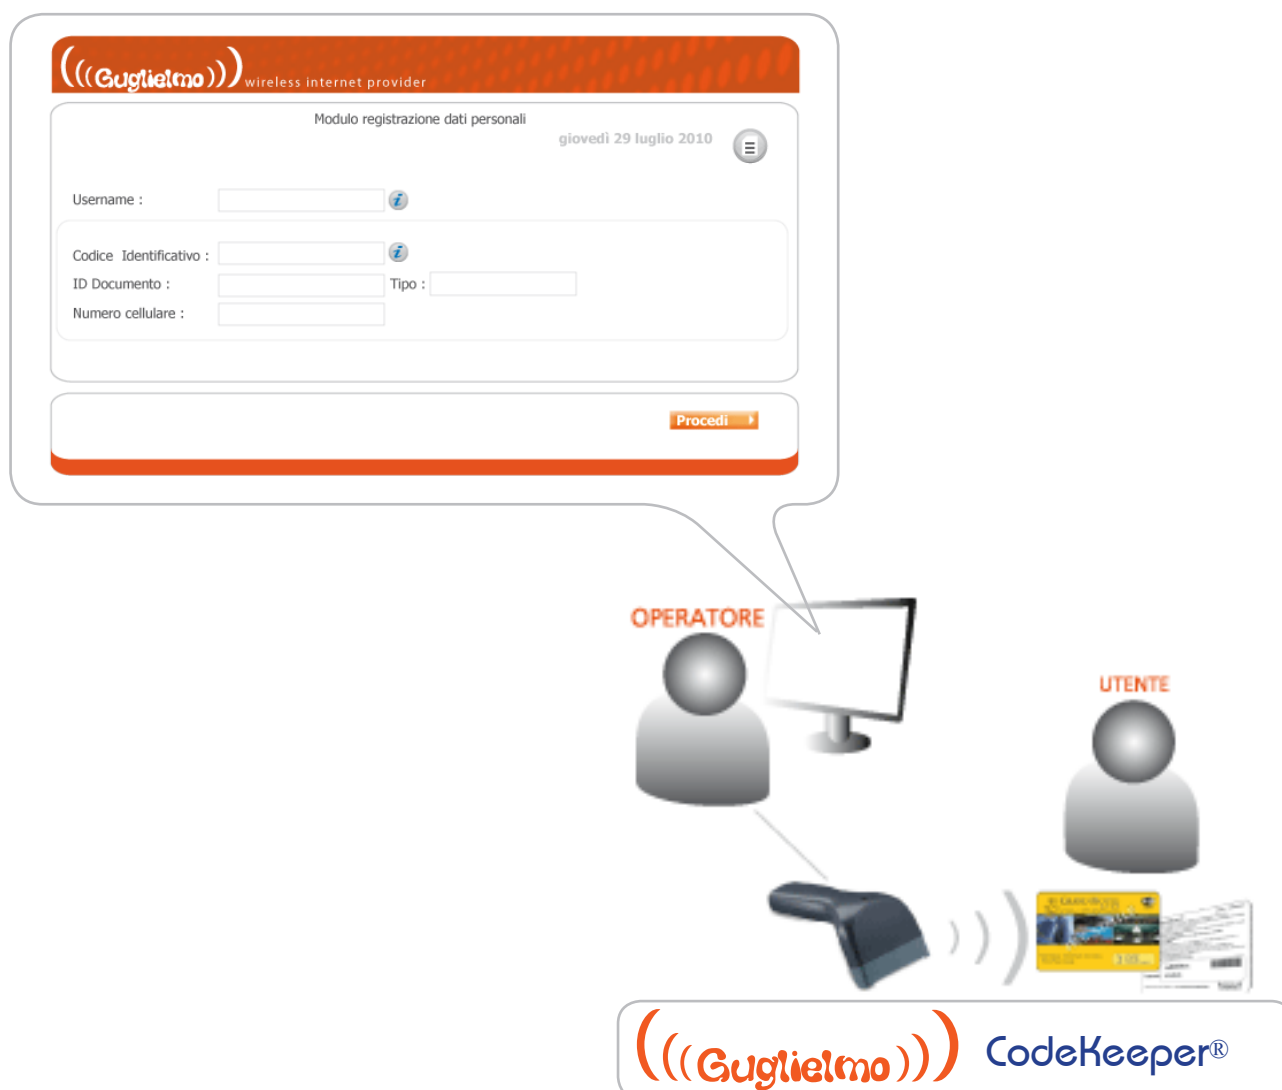 (((Guglielmo))) wireless internet provider
Modulo registrazione dati personali
giovedì 29 luglio 2010
Username :
Codice Identificativo :
ID Documento :
Tipo :
Numero cellulare :
Procedi
OPERATORE
UTENTE
(((Guglielmo))) CodeKeeper®